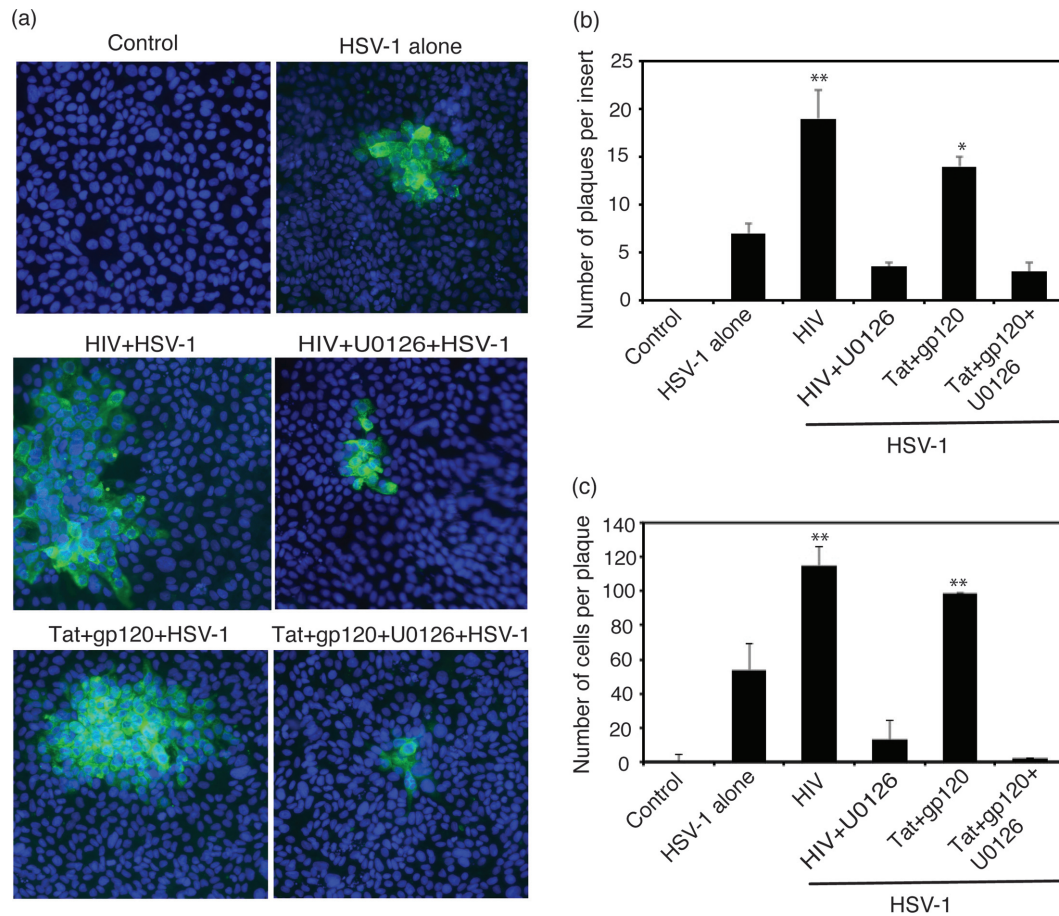 (a)
Control
HSV-1 alone
HIV+HSV-1
HIV+U0126+HSV-1
Tat+gp120+HSV-1
Tat+gp120+U0126+HSV-1
(b)
Number of plaques per insert
25
20
15
10
5
0
**
*
Control
HSV-1 alone
HIV
HIV+U0126
Tat+gp120
Tat+gp120+
U0126
HSV-1
(c)
Number of cells per plaque
140
120
100
80
60
40
20
0
**
**
Control
HSV-1 alone
HIV
HIV+U0126
Tat+gp120
Tat+gp120+
U0126
HSV-1